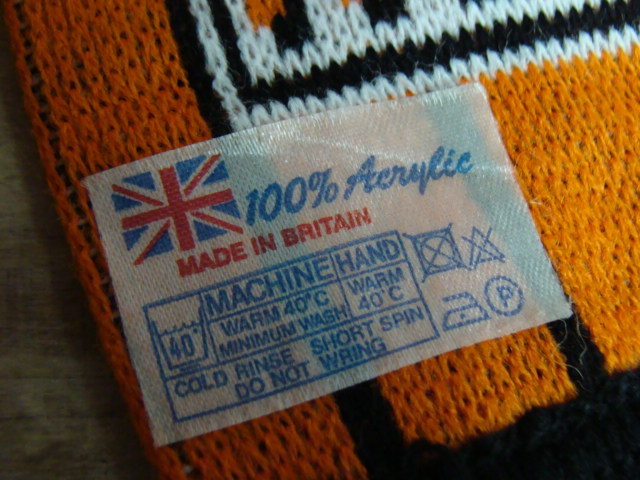 100% Acrylic
MADE IN BRITAIN
MACHINE HAND
WARM 40°C WARM
MINIMUM WASH 40°C
40°
COLD RINSE SHORT SPIN
DO NOT WRING
P